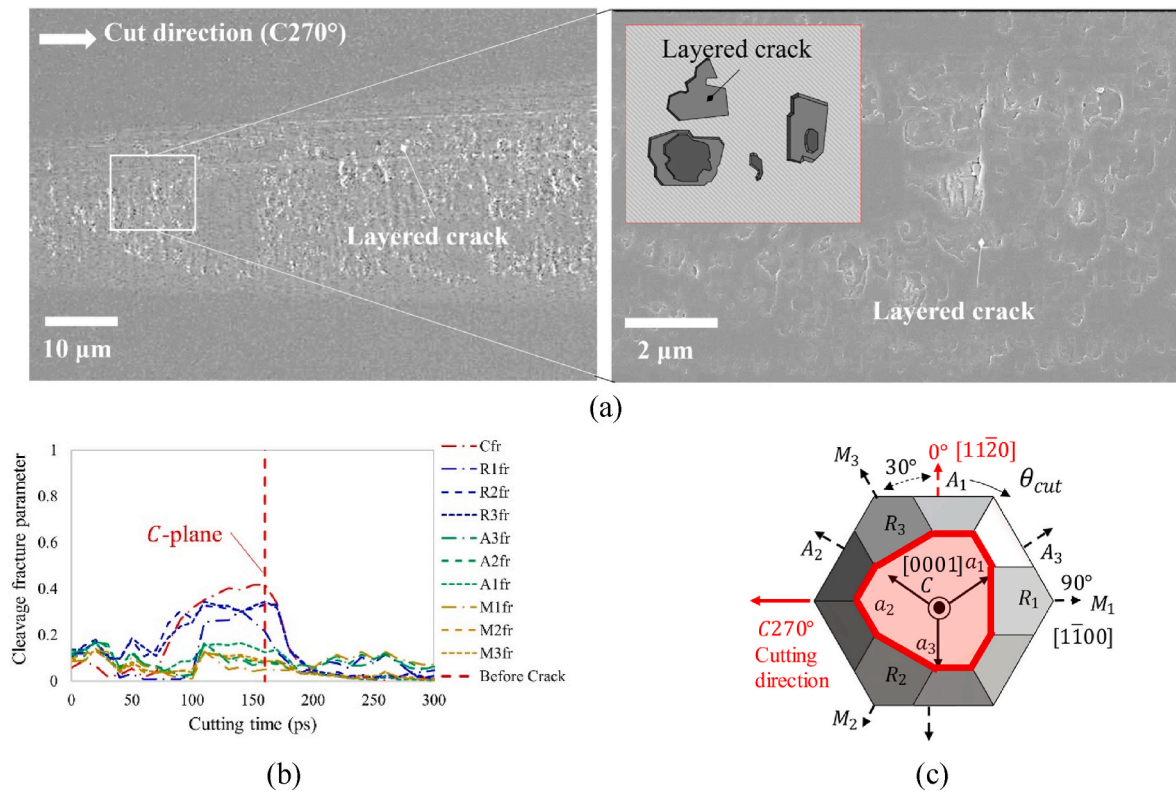 Cut direction (C270°)
Layered crack
10 µm
Layered crack
Layered crack
2 µm
(a)
Cleavage fracture parameter
1
0.8
0.6
0.4
0.2
0
0 50 100 150 200 250 300
Cutting time (ps)
C-plane
Cfr
R1fr
R2fr
R3fr
A3fr
A2fr
A1fr
M1fr
M2fr
M3fr
Before Crack
(b)
0° [112̅0]
M₃
30°
A₁
θcut
R₃
A₂
A₃
[0001]
a₁
C
90°
R₁
M₁
a₂
[11̅00]
C270°
Cutting
direction
a₃
R₂
M₂
(c)